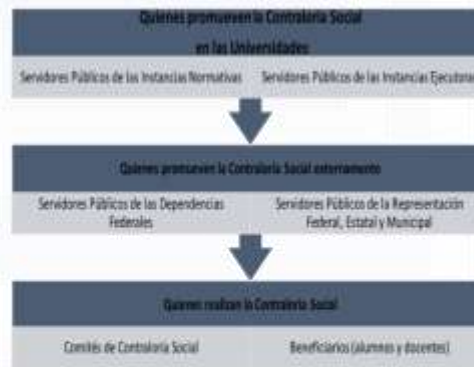 Quienes promueven la Contraloría Social
en las Universidades
Servidores Públicos de las Instancias Normativas
Servidores Públicos de las Instancias Ejecutoras
Quienes promueven la Contraloría Social externamente
Servidores Públicos de las Dependencias
Federales
Servidores Públicos de la Representación
Federal, Estatal y Municipal
Quienes realizan la Contraloría Social
Comités de Contraloría Social
Beneficiarios (alumnos y docentes)